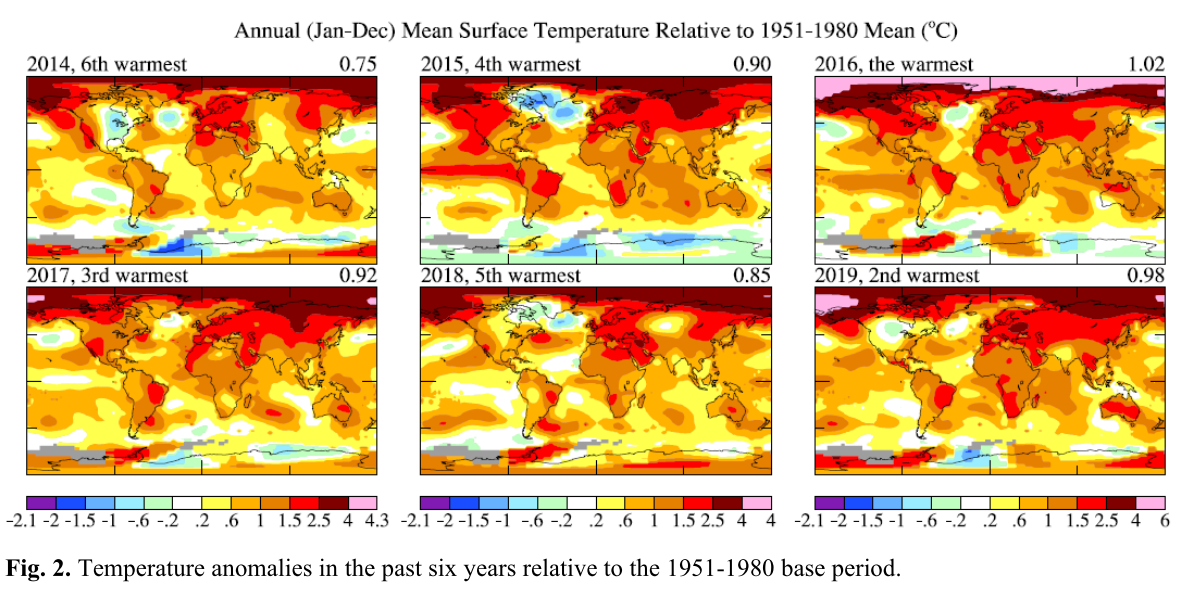 Annual (Jan-Dec) Mean Surface Temperature Relative to 1951-1980 Mean (°C)
2014, 6th warmest 0.75 2015, 4th warmest 0.90 2016, the warmest 1.02
2017, 3rd warmest 0.92 2018, 5th warmest 0.85 2019, 2nd warmest 0.98
-2.1 -2 -1.5 -1 -.6 -.2 .2 .6 1 1.5 2.5 4 4.3 -2.1 -2 -1.5 -1 -.6 -.2 .2 .6 1 1.5 2.5 4 4 -2.1 -2 -1.5 -1 -.6 -.2 .2 .6 1 1.5 2.5 4 6
Fig. 2. Temperature anomalies in the past six years relative to the 1951-1980 base period.